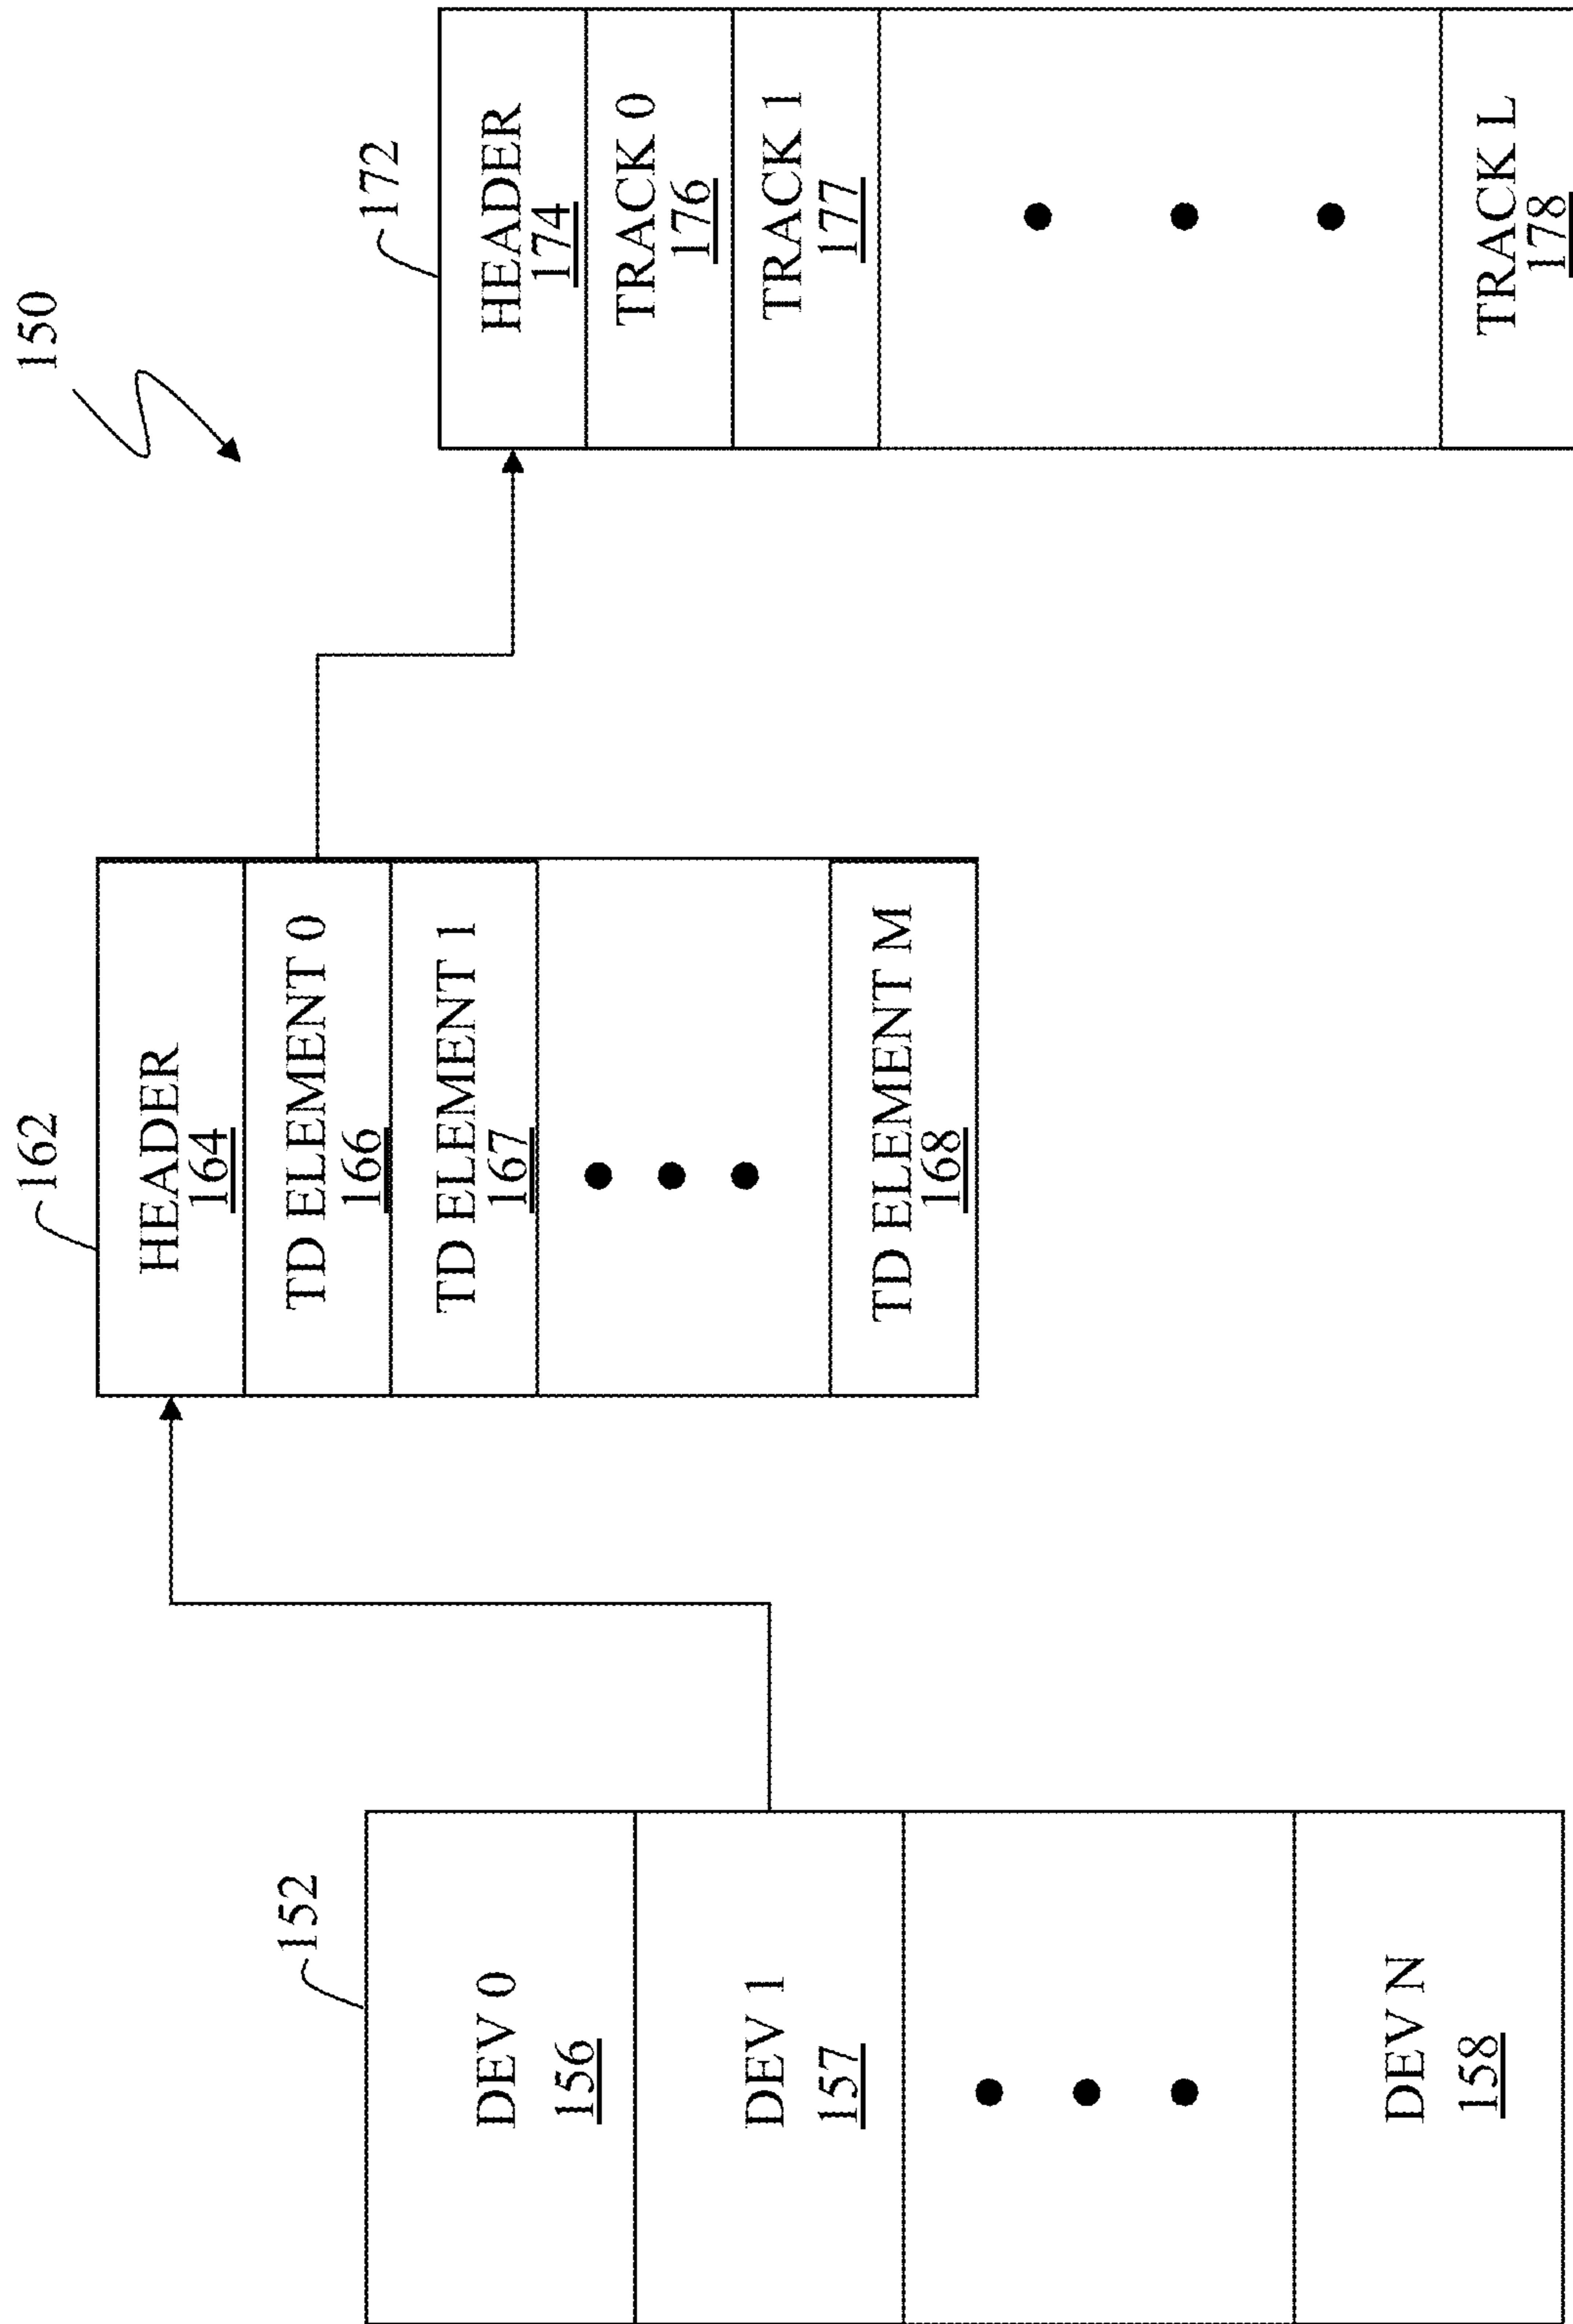 150
152
DEV 0
156
DEV 1
157
DEV N
158
162
HEADER
164
TD ELEMENT 0
166
TD ELEMENT 1
167
TD ELEMENT M
168
172
HEADER
174
TRACK 0
176
TRACK 1
177
TRACK L
178